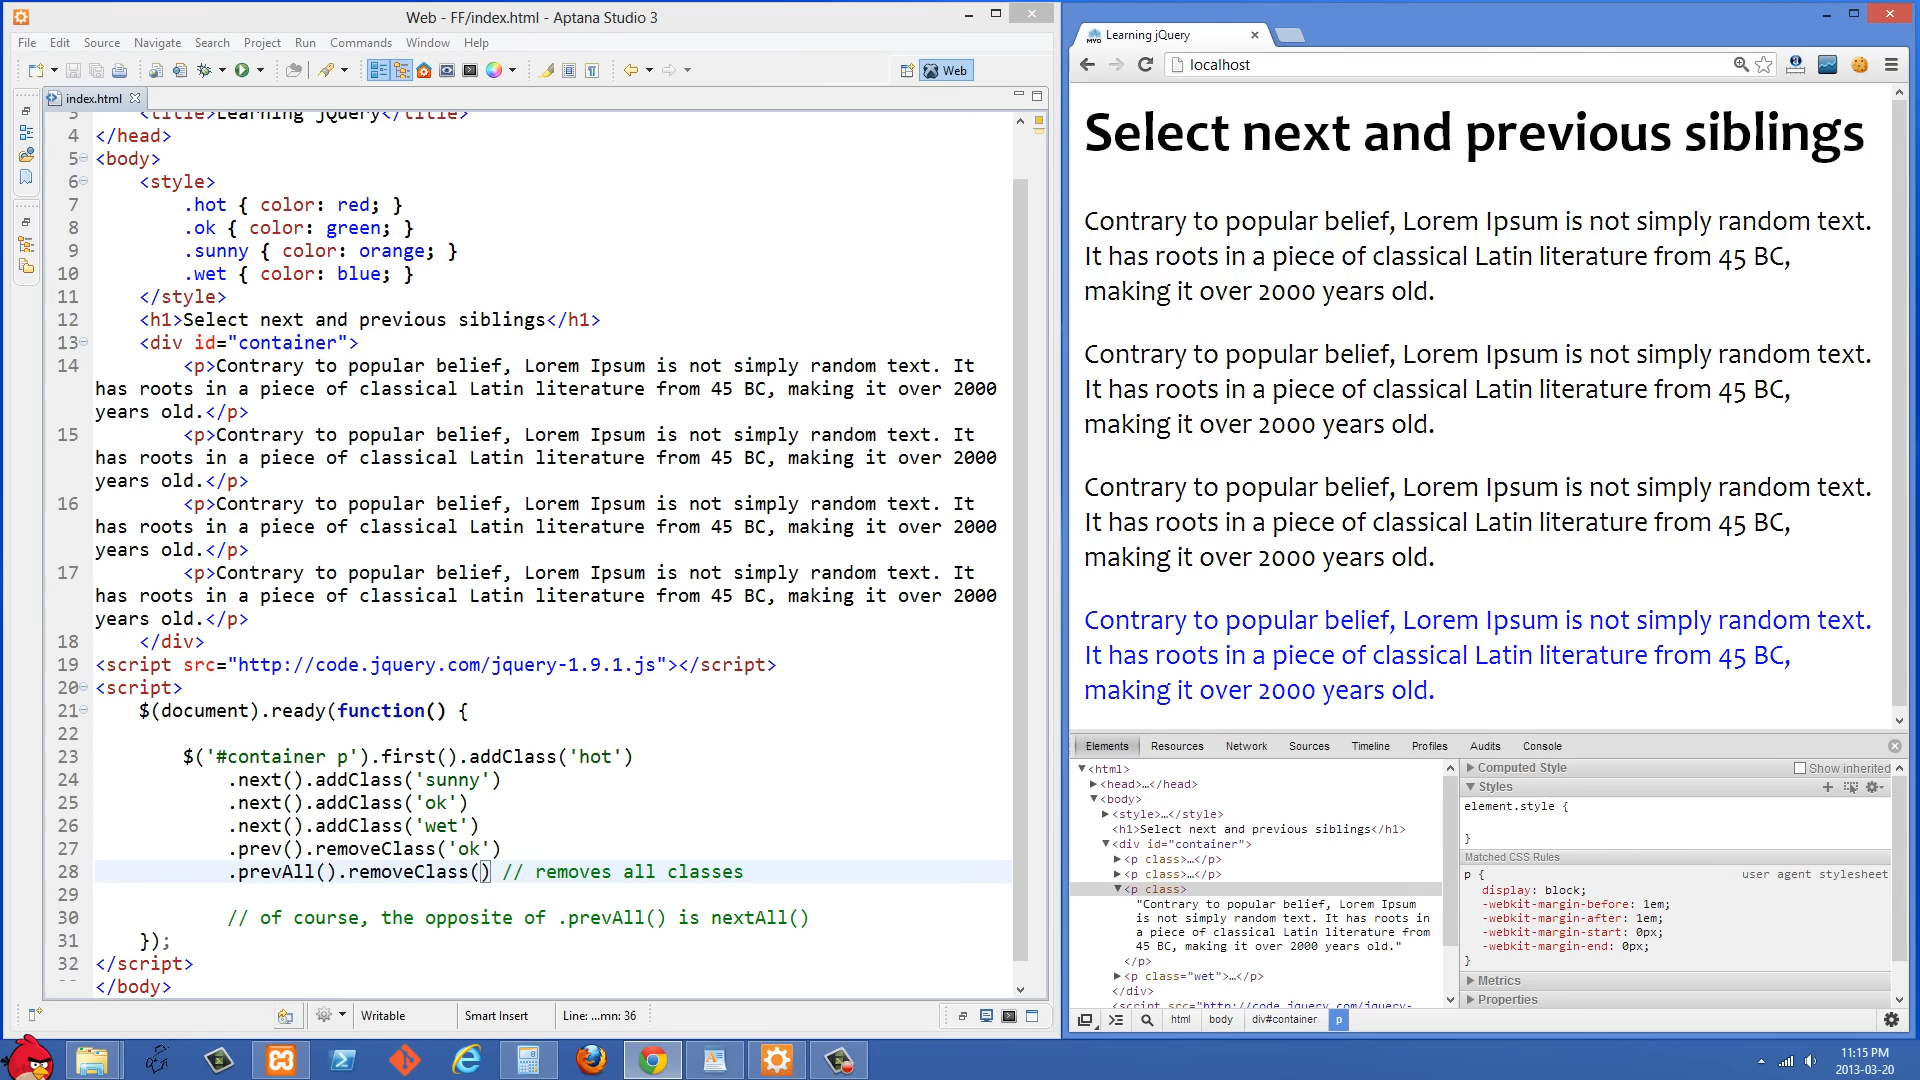 Web - FF/index.html - Aptana Studio 3
File Edit Source Navigate Search Project Run Commands Window Help
Web
index.html
3 <title>Learning jQuery</title>
4 </head>
5 <body>
6 <style>
7 .hot { color: red; }
8 .ok { color: green; }
9 .sunny { color: orange; }
10 .wet { color: blue; }
11 </style>
12 <h1>Select next and previous siblings</h1>
13 <div id="container">
14 <p>Contrary to popular belief, Lorem Ipsum is not simply random text. It
has roots in a piece of classical Latin literature from 45 BC, making it over 2000
years old.</p>
15 <p>Contrary to popular belief, Lorem Ipsum is not simply random text. It
has roots in a piece of classical Latin literature from 45 BC, making it over 2000
years old.</p>
16 <p>Contrary to popular belief, Lorem Ipsum is not simply random text. It
has roots in a piece of classical Latin literature from 45 BC, making it over 2000
years old.</p>
17 <p>Contrary to popular belief, Lorem Ipsum is not simply random text. It
has roots in a piece of classical Latin literature from 45 BC, making it over 2000
years old.</p>
18 </div>
19 <script src="http://code.jquery.com/jquery-1.9.1.js"></script>
20 <script>
21 $(document).ready(function() {
22
23 $('#container p').first().addClass('hot')
24 .next().addClass('sunny')
25 .next().addClass('ok')
26 .next().addClass('wet')
27 .prev().removeClass('ok')
28 .prevAll().removeClass() // removes all classes
29
30 // of course, the opposite of .prevAll() is nextAll()
31 });
32 </script>
</body>
Writable Smart Insert Line: ...mn: 36
Learning jQuery
localhost
Select next and previous siblings
Contrary to popular belief, Lorem Ipsum is not simply random text.
It has roots in a piece of classical Latin literature from 45 BC,
making it over 2000 years old.
Contrary to popular belief, Lorem Ipsum is not simply random text.
It has roots in a piece of classical Latin literature from 45 BC,
making it over 2000 years old.
Contrary to popular belief, Lorem Ipsum is not simply random text.
It has roots in a piece of classical Latin literature from 45 BC,
making it over 2000 years old.
Contrary to popular belief, Lorem Ipsum is not simply random text.
It has roots in a piece of classical Latin literature from 45 BC,
making it over 2000 years old.
Elements Resources Network Sources Timeline Profiles Audits Console
<html>
<head>…</head>
<body>
<style>…</style>
<h1>Select next and previous siblings</h1>
<div id="container">
<p class>…</p>
<p class>…</p>
<p class>
"Contrary to popular belief, Lorem Ipsum
is not simply random text. It has roots in
a piece of classical Latin literature from
45 BC, making it over 2000 years old."
</p>
<p class="wet">…</p>
</div>
<script src="http://code.jquery.com/jquery-
Computed Style Show inherited
Styles
element.style {
}
Matched CSS Rules
p { user agent stylesheet
display: block;
-webkit-margin-before: 1em;
-webkit-margin-after: 1em;
-webkit-margin-start: 0px;
-webkit-margin-end: 0px;
}
Metrics
Properties
html body div#container p
11:15 PM
2013-03-20